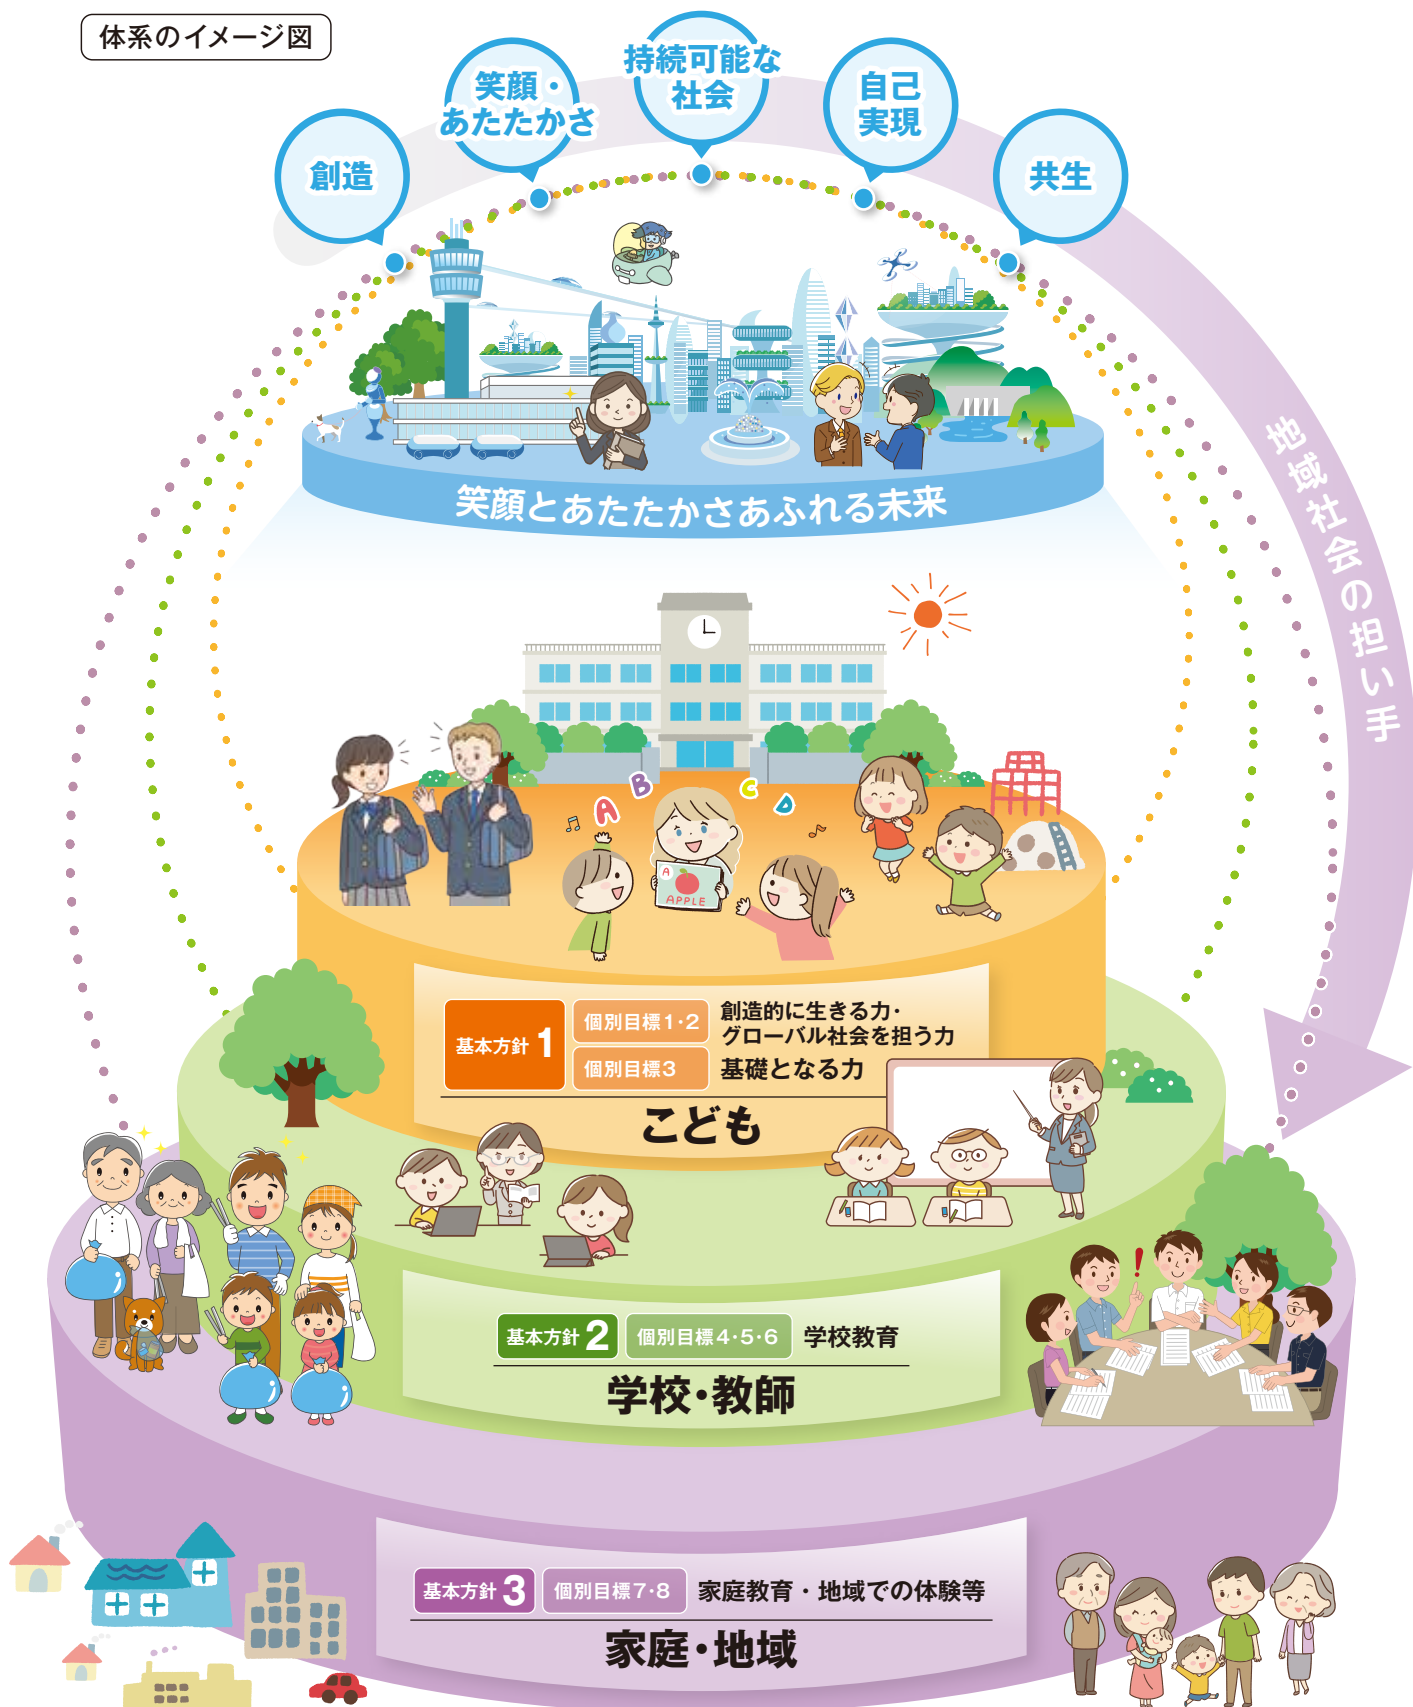 体系のイメージ図
創造
笑顔・
あたたかさ
持続可能な
社会
自己
実現
共生
地域社会の担い手
笑顔とあたたかさあふれる未来
A
B
C
D
A
APPLE
基本方針1
個別目標1・2
創造的に生きる力・
グローバル社会を担う力
個別目標3
基礎となる力
こども
基本方針2
個別目標4・5・6
学校教育
学校・教師
基本方針3
個別目標7・8
家庭教育・地域での体験等
家庭・地域